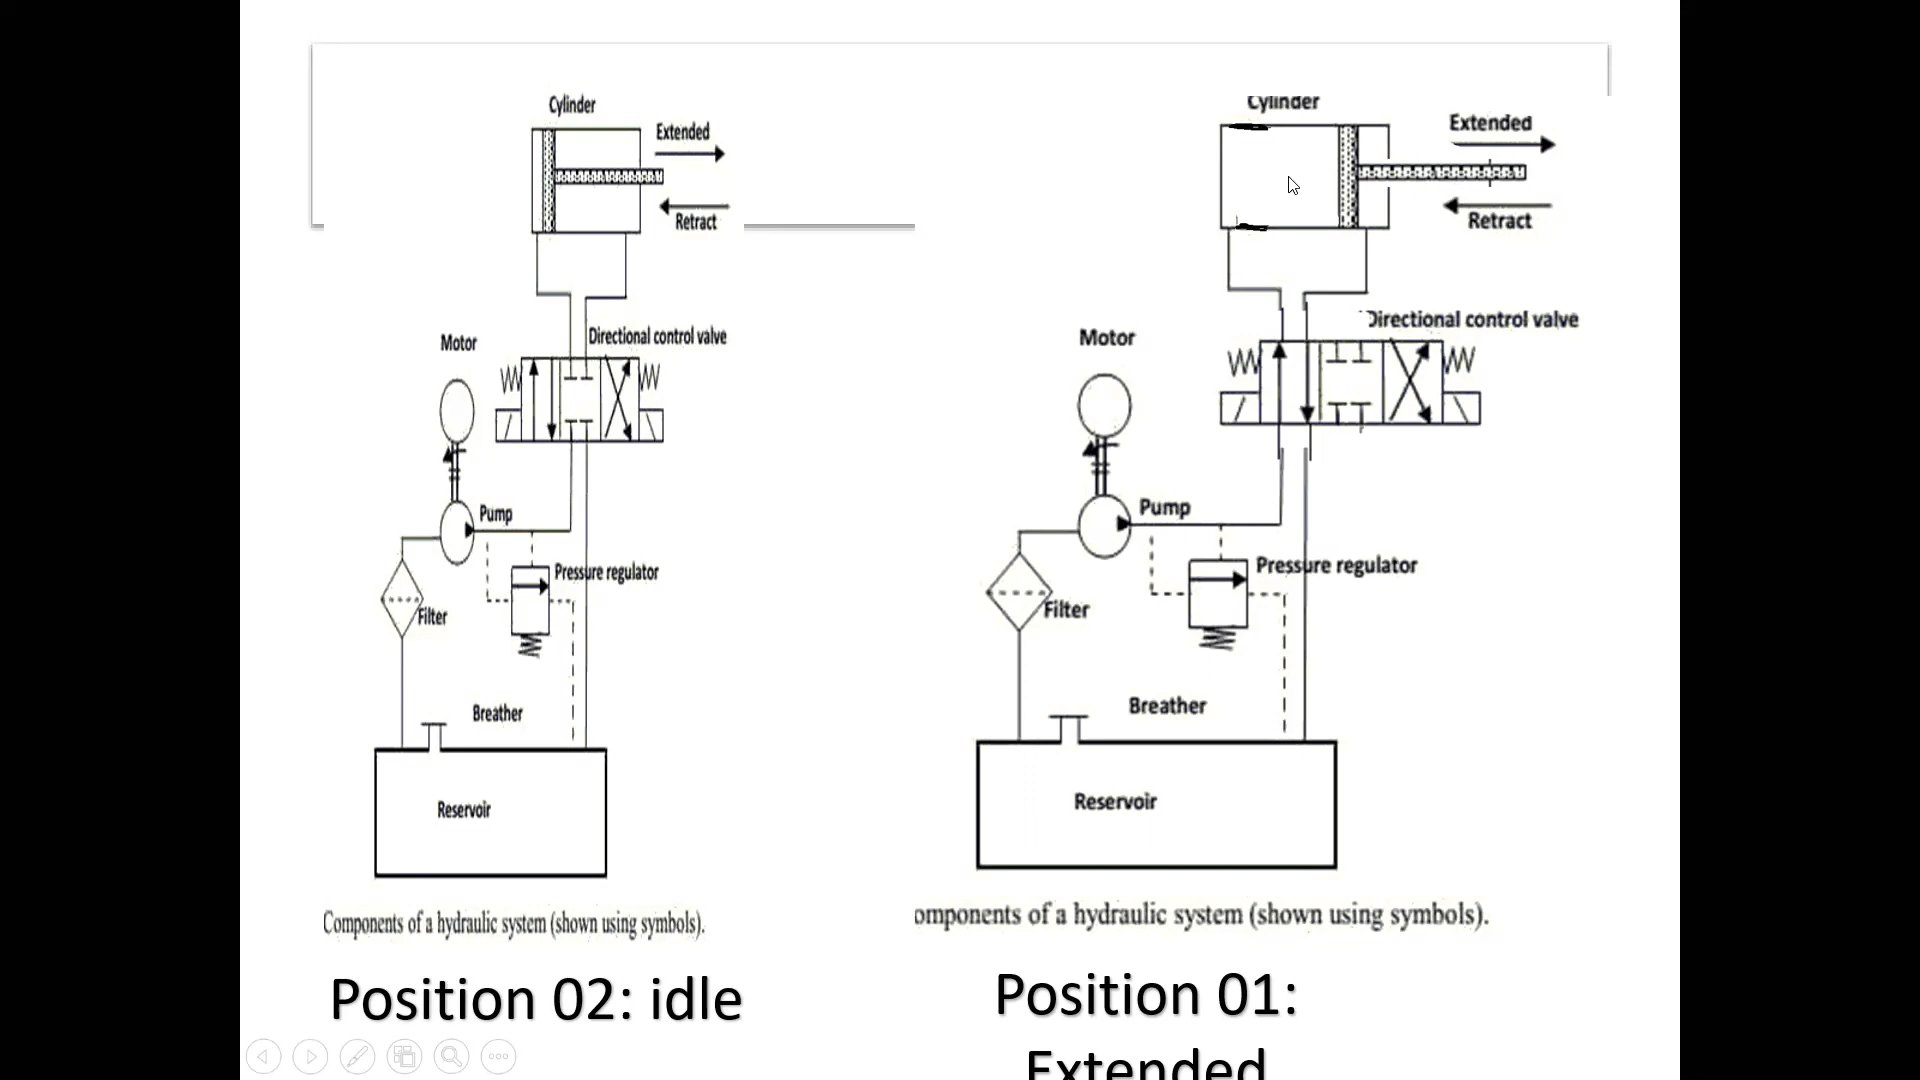 Cylinder
Extended
Retract
Directional control valve
Motor
Pump
Pressure regulator
Filter
Breather
Reservoir
Components of a hydraulic system (shown using symbols).
Position 02: idle
Cylinder
Extended
Retract
Directional control valve
Motor
Pump
Pressure regulator
Filter
Breather
Reservoir
omponents of a hydraulic system (shown using symbols).
Position 01:
Extended